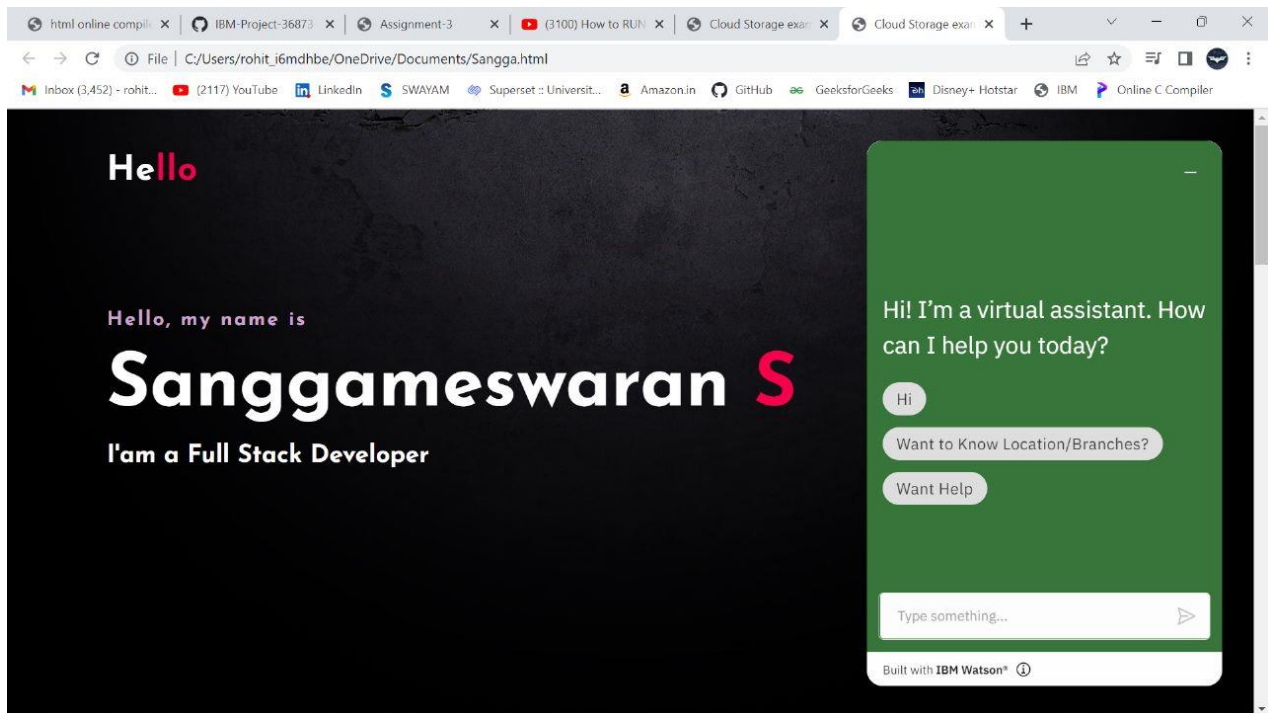 html online compile
IBM-Project-36873
Assignment-3
(3100) How to RUN
Cloud Storage exam
Cloud Storage exam
File
C:/Users/rohit_i6mdhbe/OneDrive/Documents/Sangga.html
Inbox (3,452) - rohit...
(2117) YouTube
LinkedIn
SWAYAM
Superset :: Universit...
Amazon.in
GitHub
GeeksforGeeks
Disney+ Hotstar
IBM
Online C Compiler
Hello
Hello, my name is
Sanggameswaran S
I'am a Full Stack Developer
Hi! I'm a virtual assistant. How
can I help you today?
Hi
Want to Know Location/Branches?
Want Help
Type something...
Built with IBM Watson®